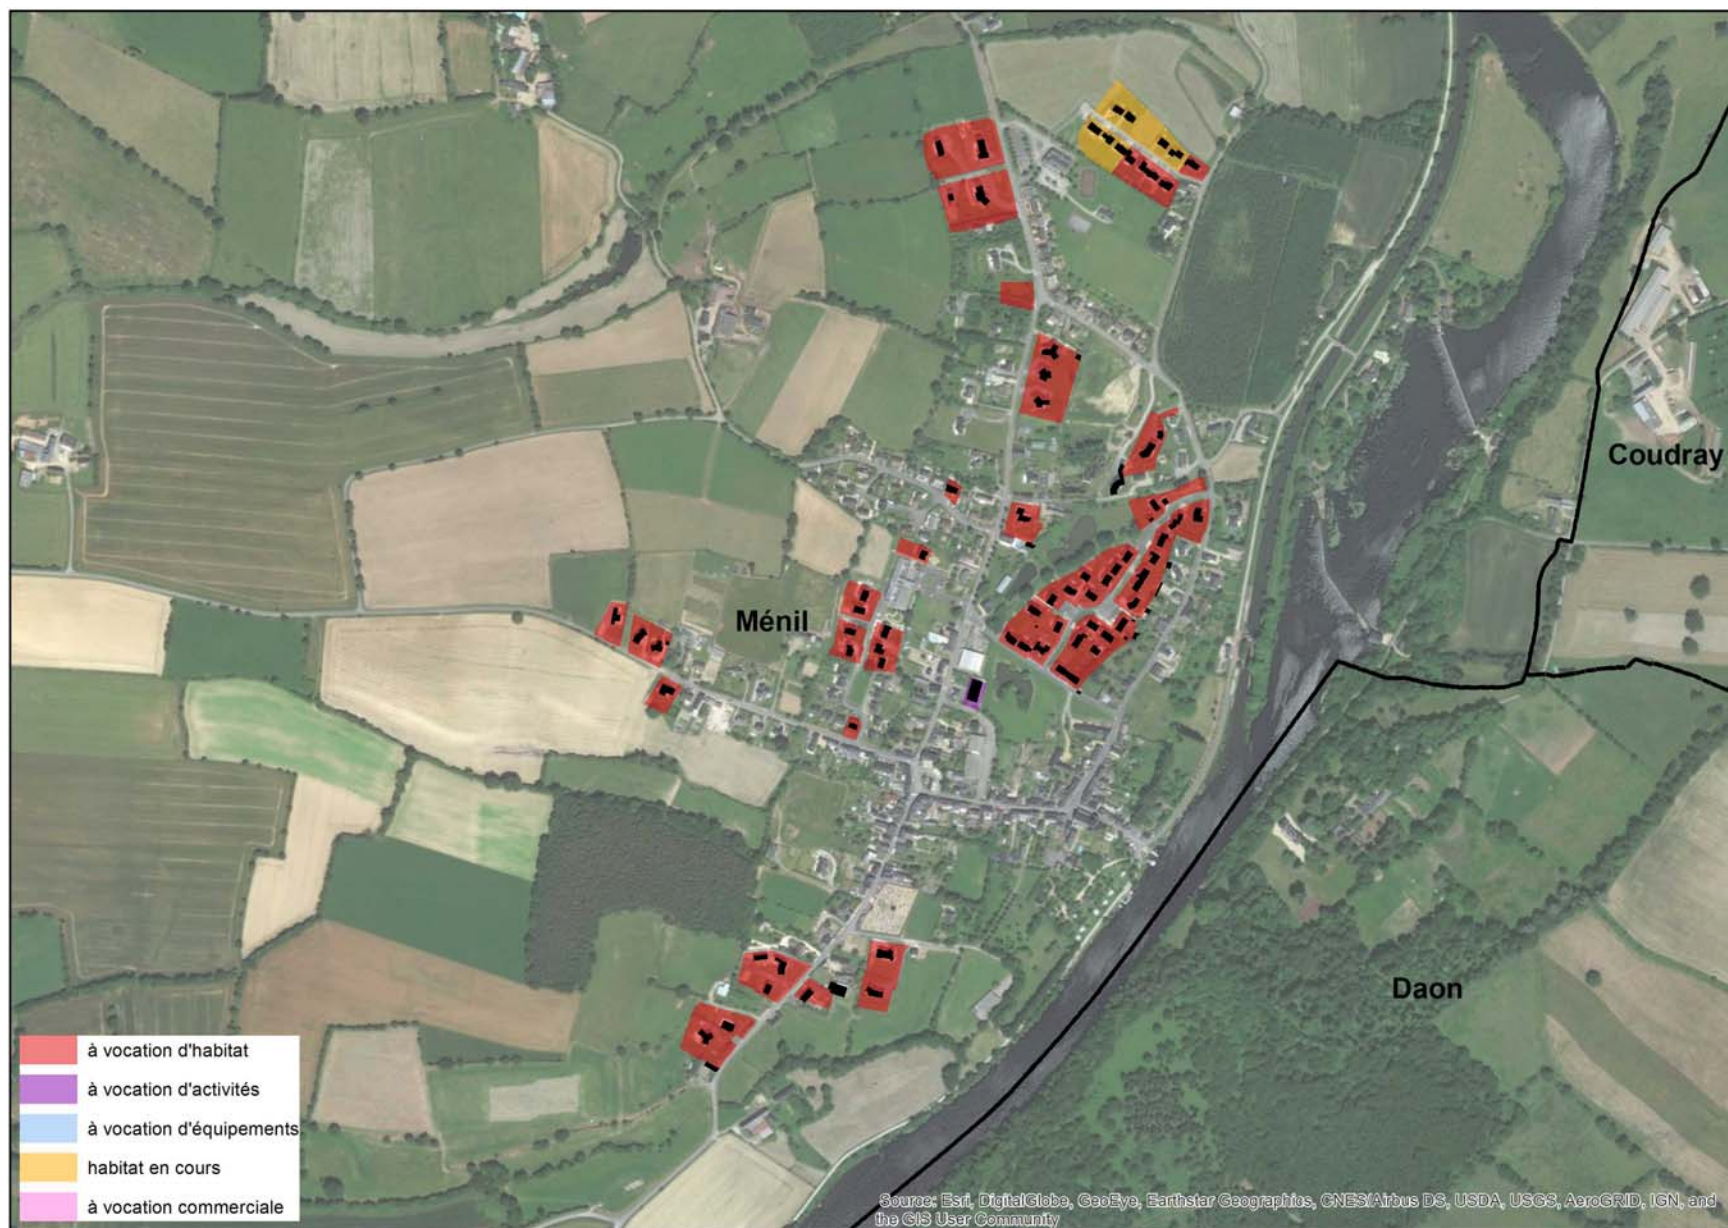 Coudray
Ménil
Daon
à vocation d'habitat
à vocation d'activités
à vocation d'équipements
habitat en cours
à vocation commerciale
Source: Esri, DigitalGlobe, GeoEye, Earthstar Geographics, CNES/Airbus DS, USDA, USGS, AeroGRID, IGN, and
the GIS User Community